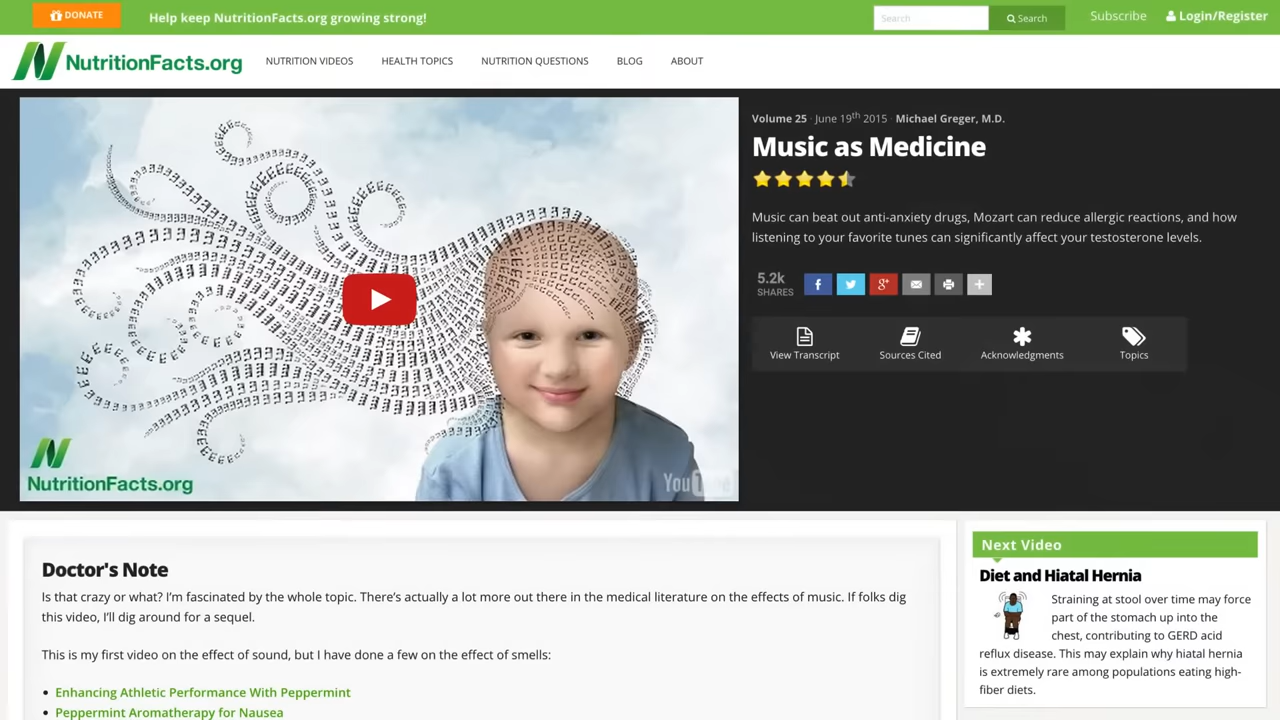 DONATE
Help keep NutritionFacts.org growing strong!
Search
Search
Subscribe
Login/Register
NutritionFacts.org
NUTRITION VIDEOS
HEALTH TOPICS
NUTRITION QUESTIONS
BLOG
ABOUT
Volume 25 · June 19th 2015 · Michael Greger, M.D.
Music as Medicine
Music can beat out anti-anxiety drugs, Mozart can reduce allergic reactions, and how
listening to your favorite tunes can significantly affect your testosterone levels.
5.2k
SHARES
View Transcript
Sources Cited
Acknowledgments
Topics
NutritionFacts.org
YouTube
Doctor's Note
Is that crazy or what? I’m fascinated by the whole topic. There’s actually a lot more out there in the medical literature on the effects of music. If folks dig
this video, I’ll dig around for a sequel.
This is my first video on the effect of sound, but I have done a few on the effect of smells:
• Enhancing Athletic Performance With Peppermint
• Peppermint Aromatherapy for Nausea
Next Video
Diet and Hiatal Hernia
Straining at stool over time may force
part of the stomach up into the
chest, contributing to GERD acid
reflux disease. This may explain why hiatal hernia
is extremely rare among populations eating high-
fiber diets.